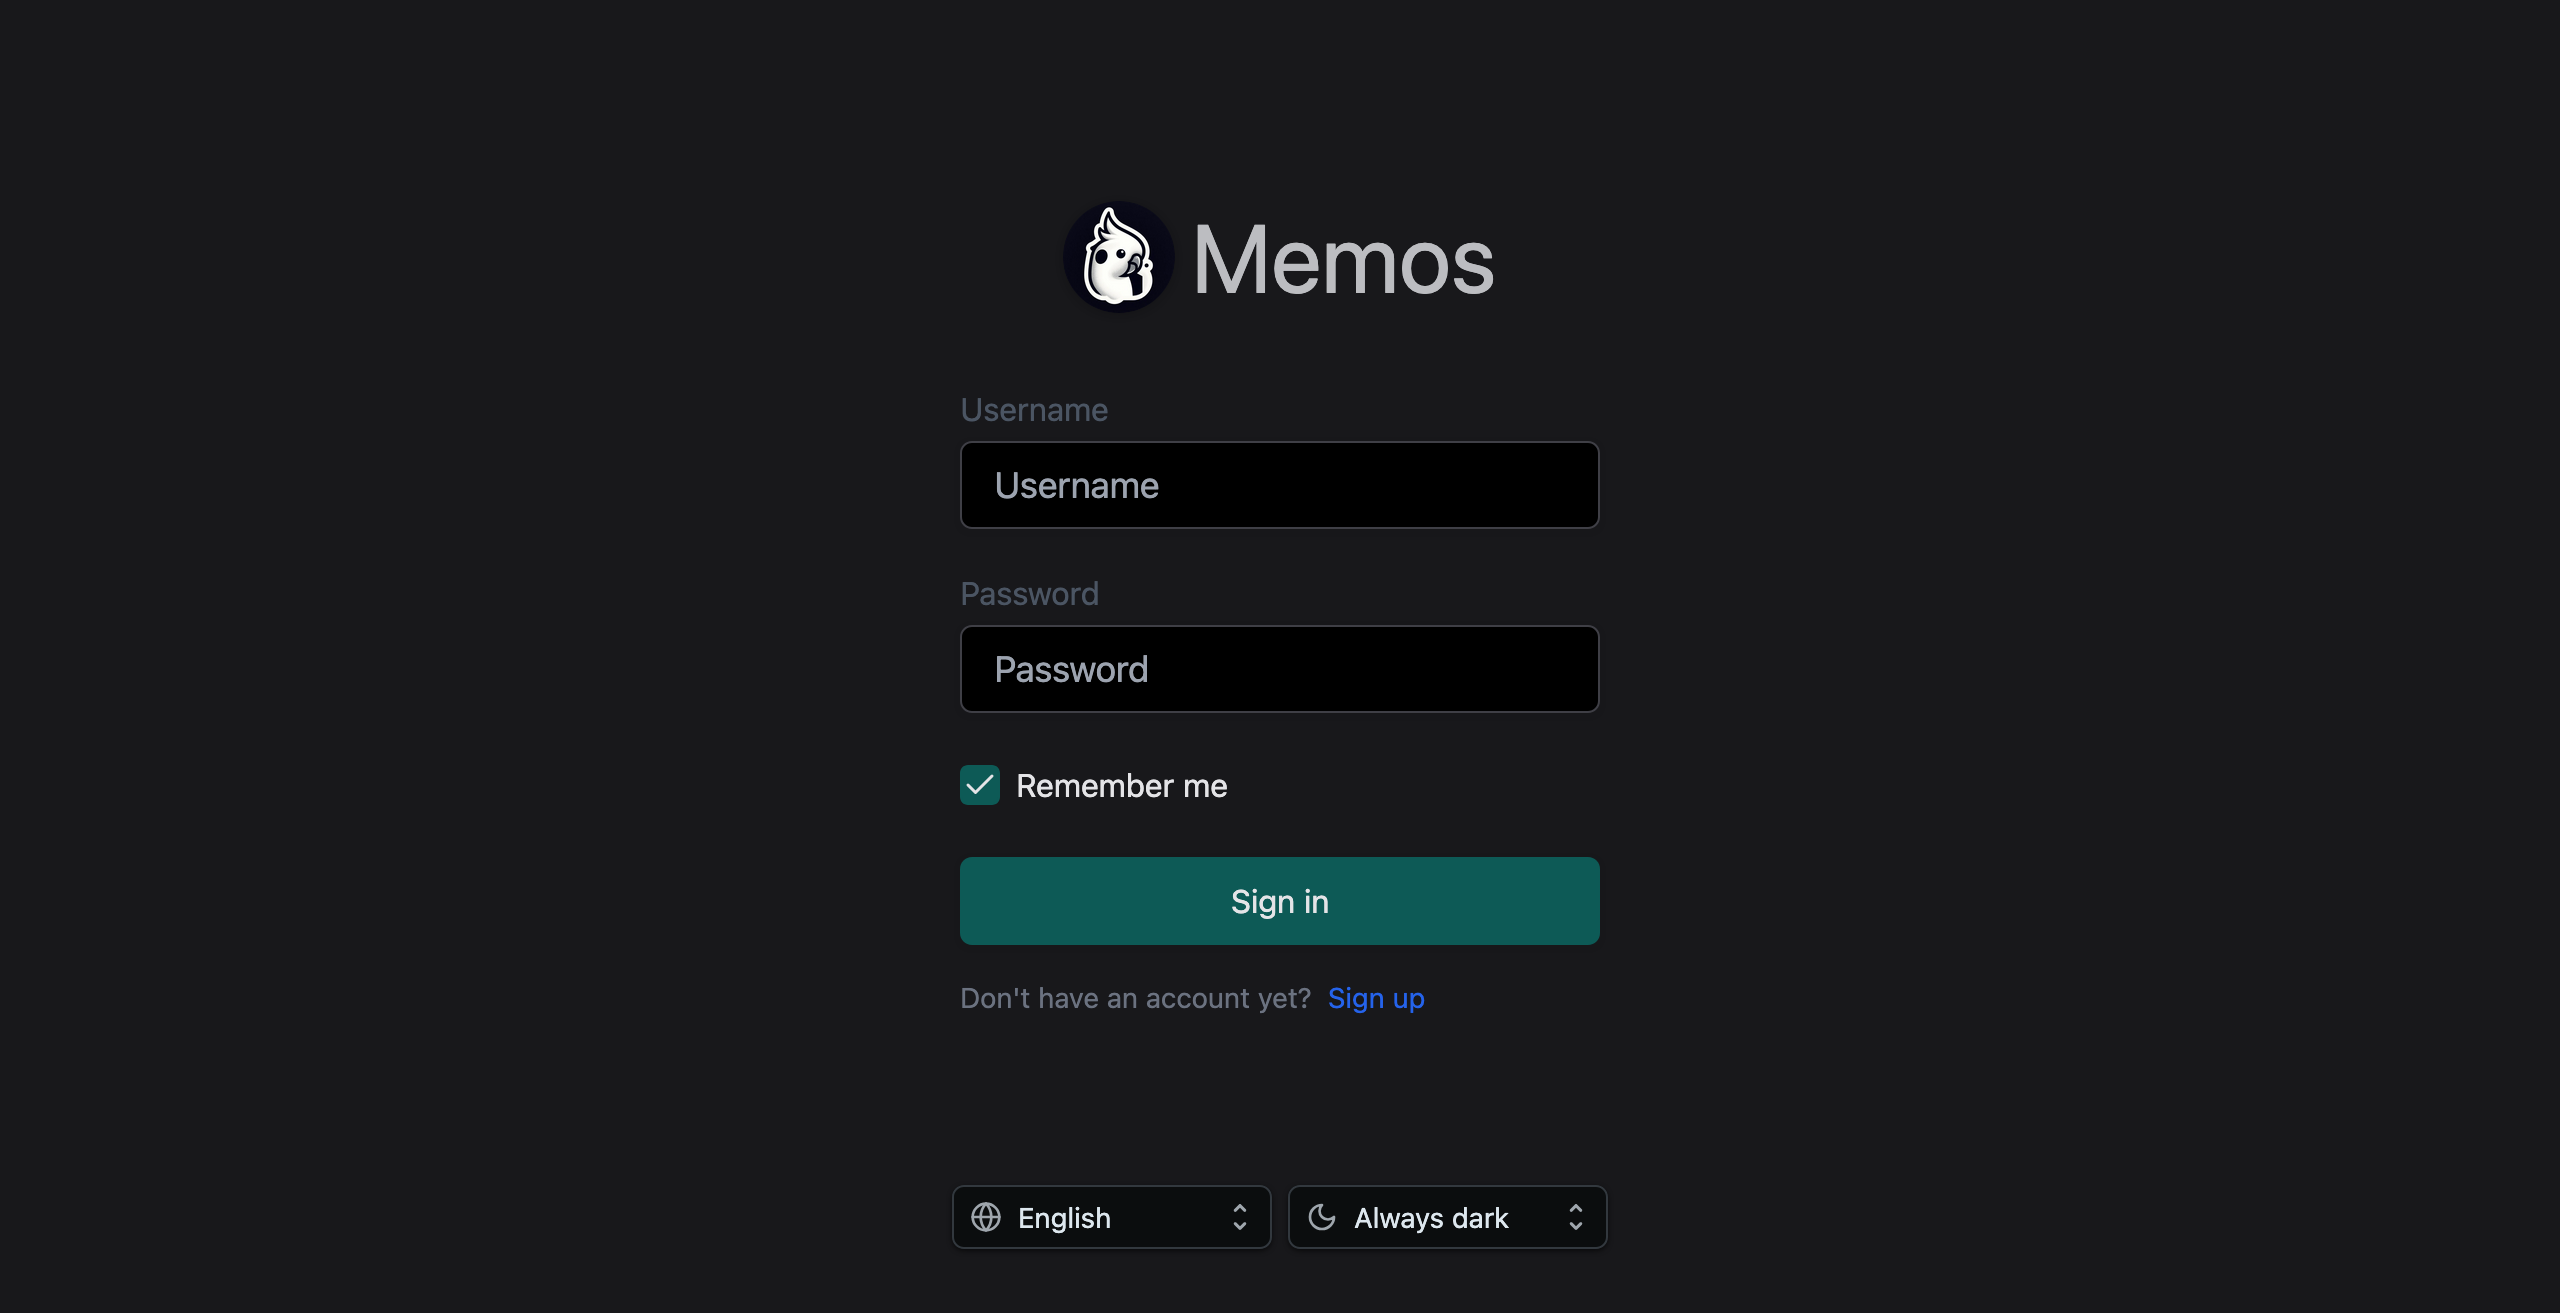 Memos
Username
Username
Password
Password
Remember me
Sign in
Don't have an account yet? Sign up
English
Always dark